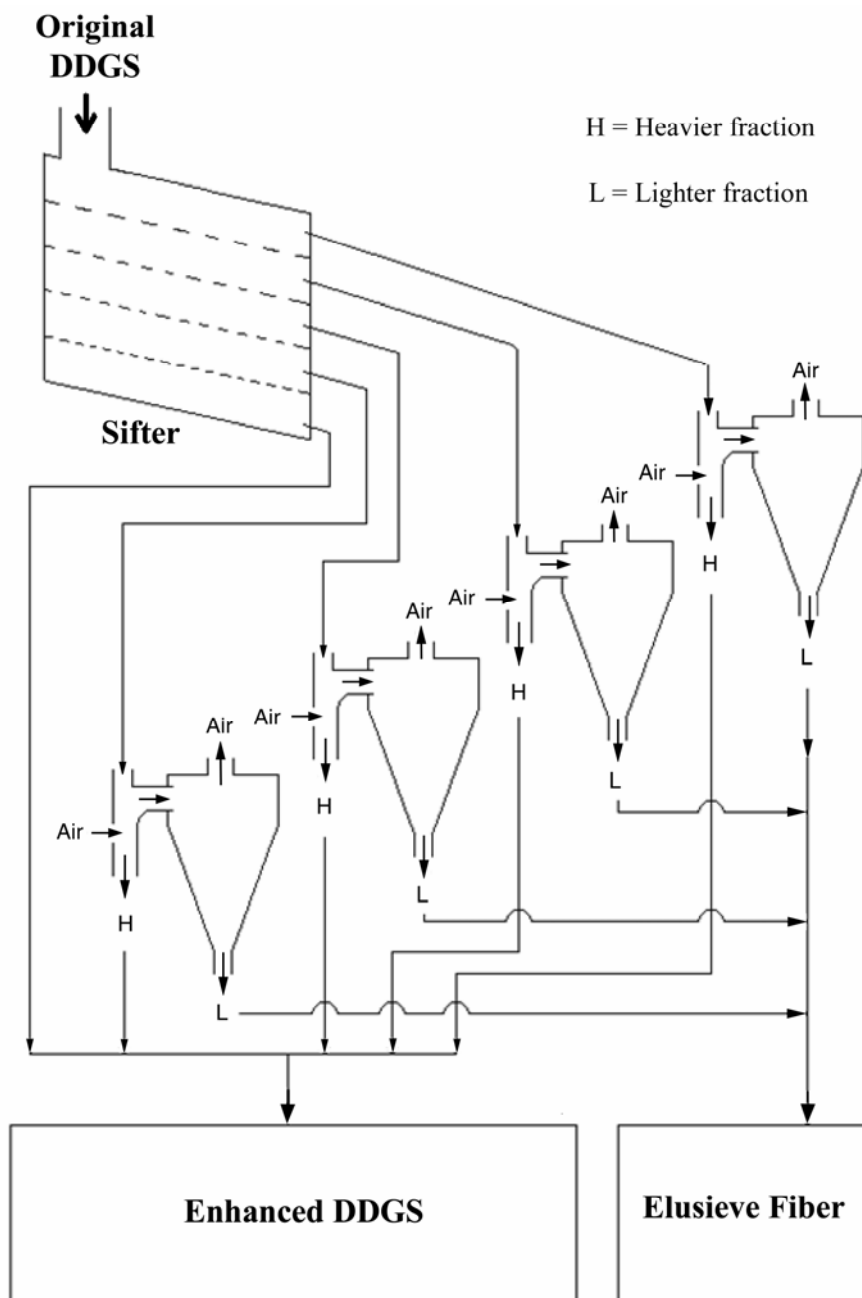 Original
DDGS
H = Heavier fraction
L = Lighter fraction
Sifter
Air
Air
H
L
Air
Air
H
L
Air
Air
H
L
Air
Air
H
L
Enhanced DDGS
Elusieve Fiber